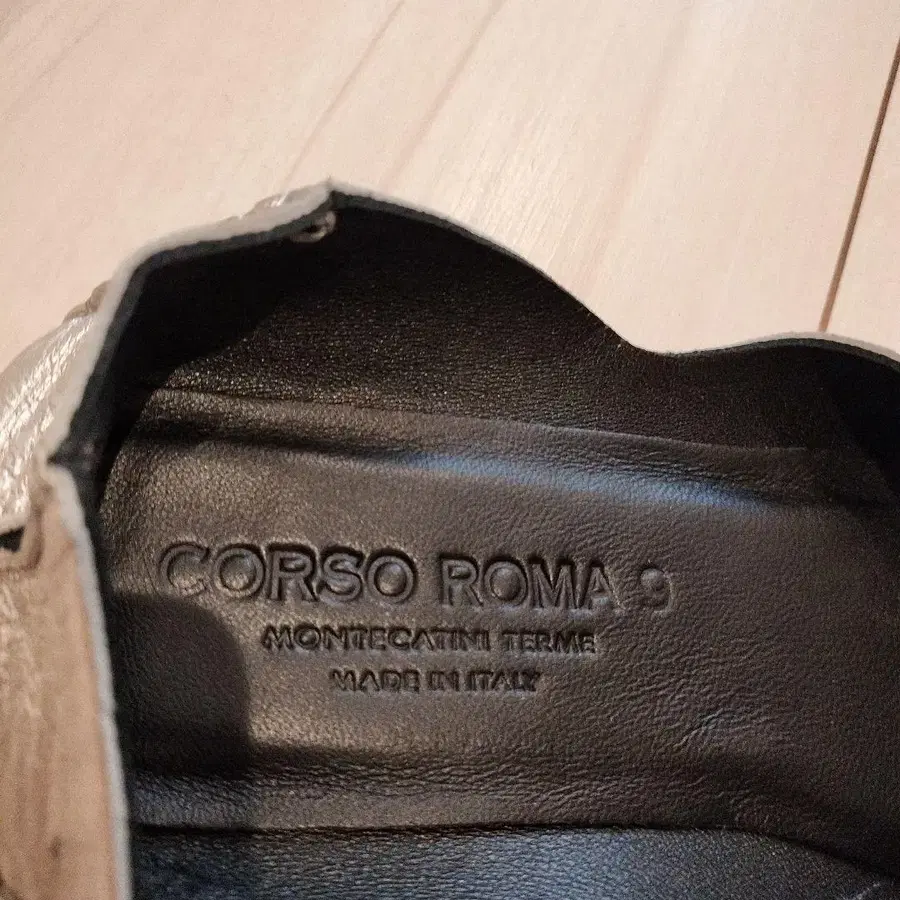 CORSO ROMA 9
MONTECATINI TERME
MADE IN ITALY